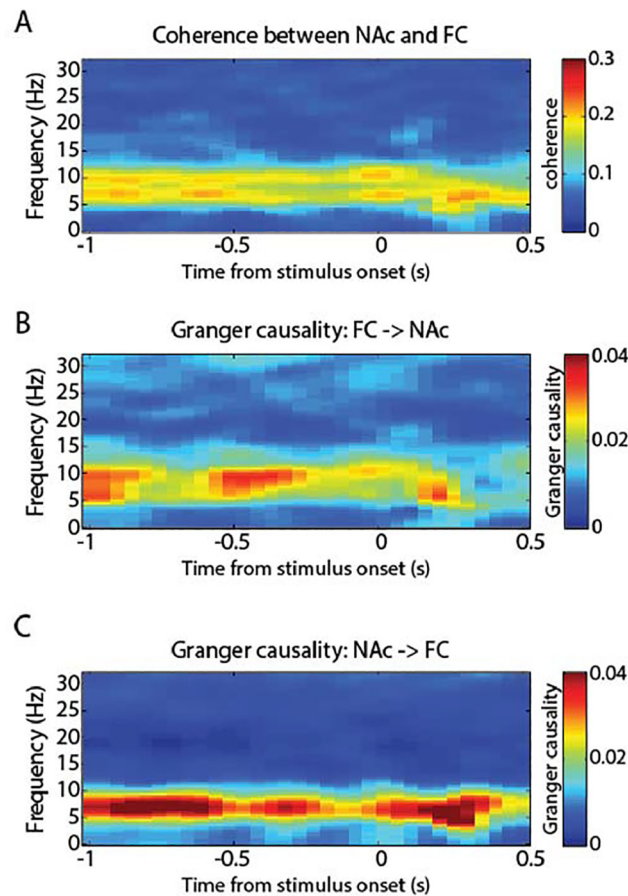 A
Coherence between NAc and FC
Frequency (Hz)
30
25
20
15
10
5
0
-1
-0.5
0
0.5
Time from stimulus onset (s)
0.3
0.2
0.1
0
coherence
B
Granger causality: FC -> NAc
Frequency (Hz)
30
25
20
15
10
5
0
-1
-0.5
0
0.5
Time from stimulus onset (s)
0.04
0.02
0
Granger causality
C
Granger causality: NAc -> FC
Frequency (Hz)
30
25
20
15
10
5
0
-1
-0.5
0
0.5
Time from stimulus onset (s)
0.04
0.02
0
Granger causality